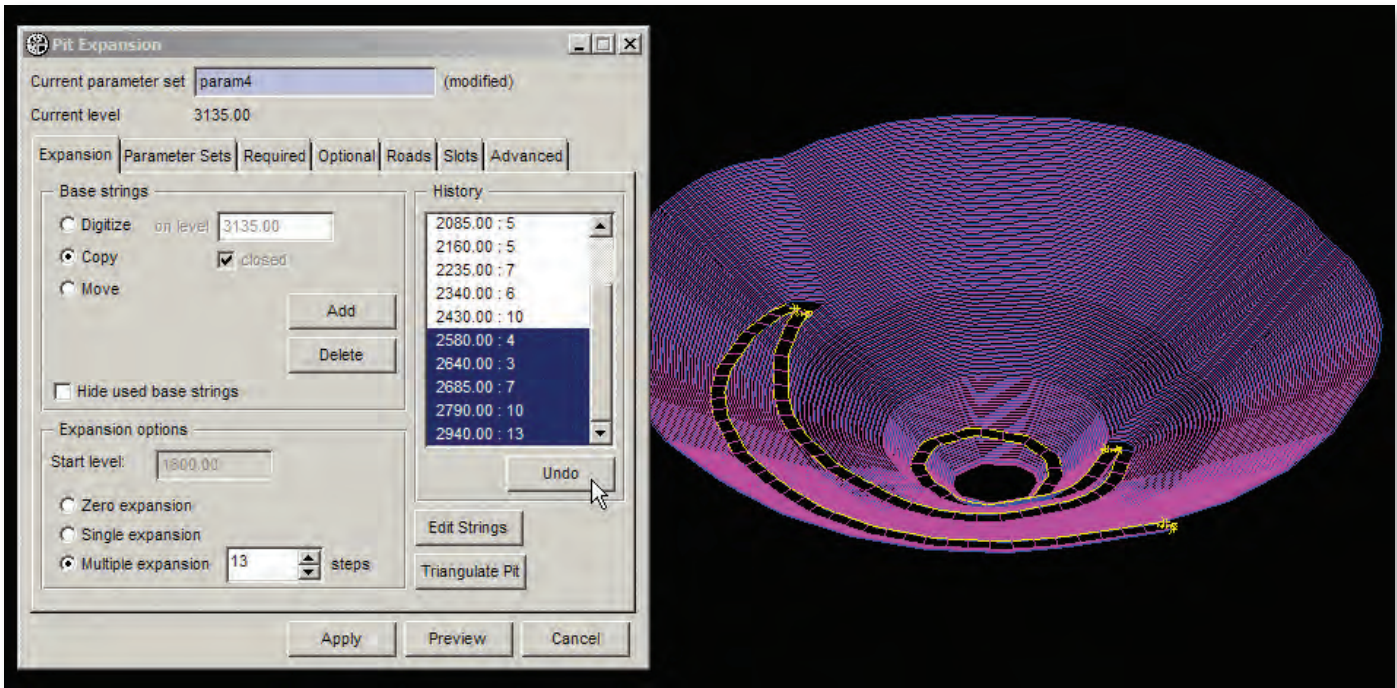 Pit Expansion
Current parameter set param4 (modified)
Current level 3135.00
Expansion Parameter Sets Required Optional Roads Slots Advanced
Base strings
Digitize on level 3135.00
Copy closed
Move
Add
Delete
Hide used base strings
History
2085.00 : 5
2160.00 : 5
2235.00 : 7
2340.00 : 6
2430.00 : 10
2580.00 : 4
2640.00 : 3
2685.00 : 7
2790.00 : 10
2940.00 : 13
Undo
Expansion options
Start level: 1800.00
Zero expansion
Single expansion
Multiple expansion 13 steps
Edit Strings
Triangulate Pit
Apply Preview Cancel